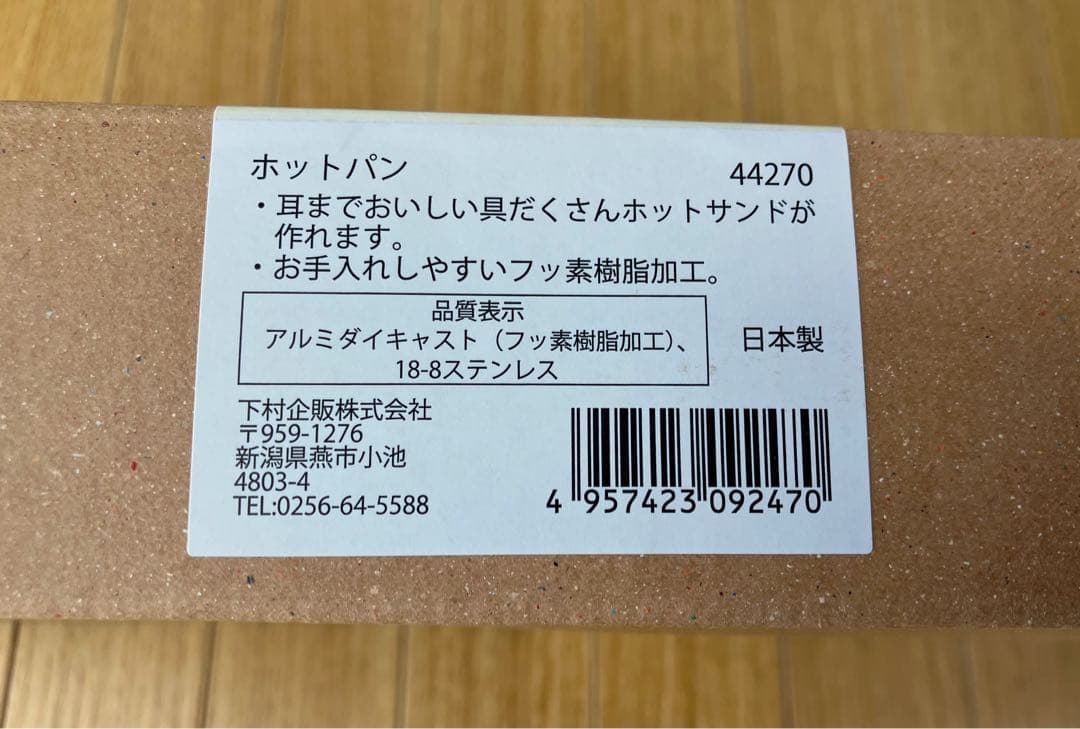 ホットパン 44270
・耳までおいしい具だくさんホットサンドが
作れます。
・お手入れしやすいフッ素樹脂加工。
品質表示
アルミダイキャスト（フッ素樹脂加工）、
18-8ステンレス
日本製
下村企販株式会社
〒959-1276
新潟県燕市小池
4803-4
TEL:0256-64-5588
4 957423 092470